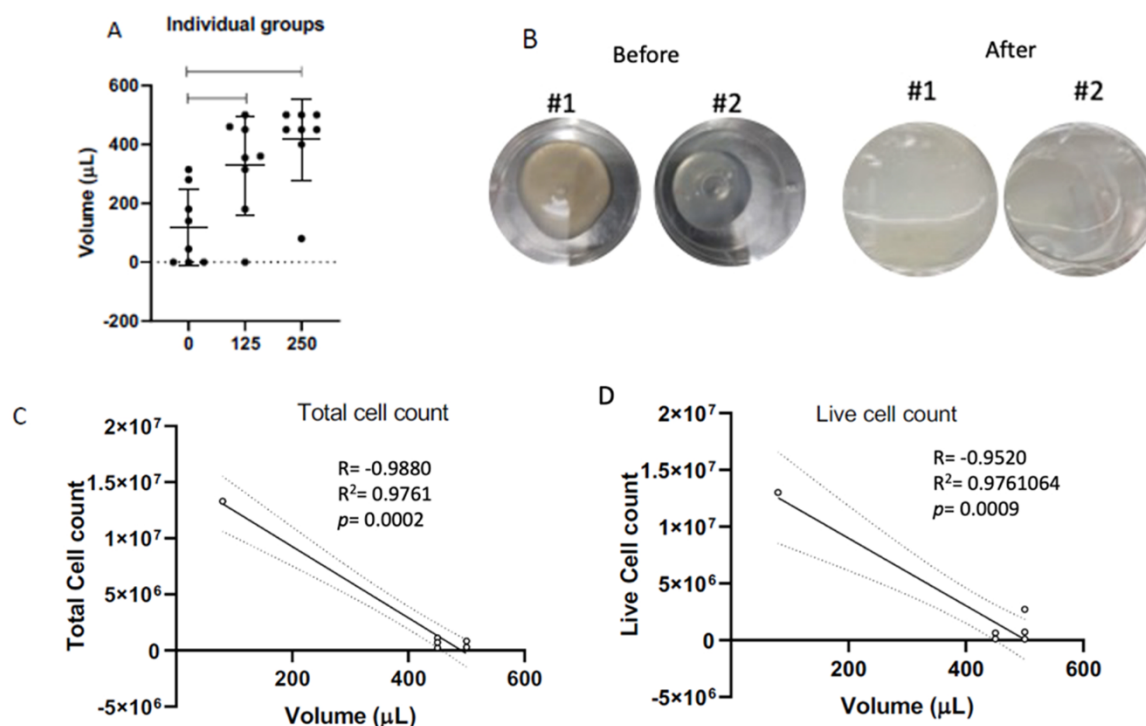 A
Individual groups
Volume (µL)
600
400
200
0
-200
0 125 250
B
Before
After
#1 #2
#1 #2
C
Total cell count
Total Cell count
2×10⁷
1.5×10⁷
1×10⁷
5×10⁶
0
-5×10⁶
R= -0.9880
R²= 0.9761
p= 0.0002
200 400 600
Volume (µL)
D
Live cell count
Live Cell count
2×10⁷
1.5×10⁷
1×10⁷
5×10⁶
0
-5×10⁶
R= -0.9520
R²= 0.9761064
p= 0.0009
200 400 600
Volume (µL)